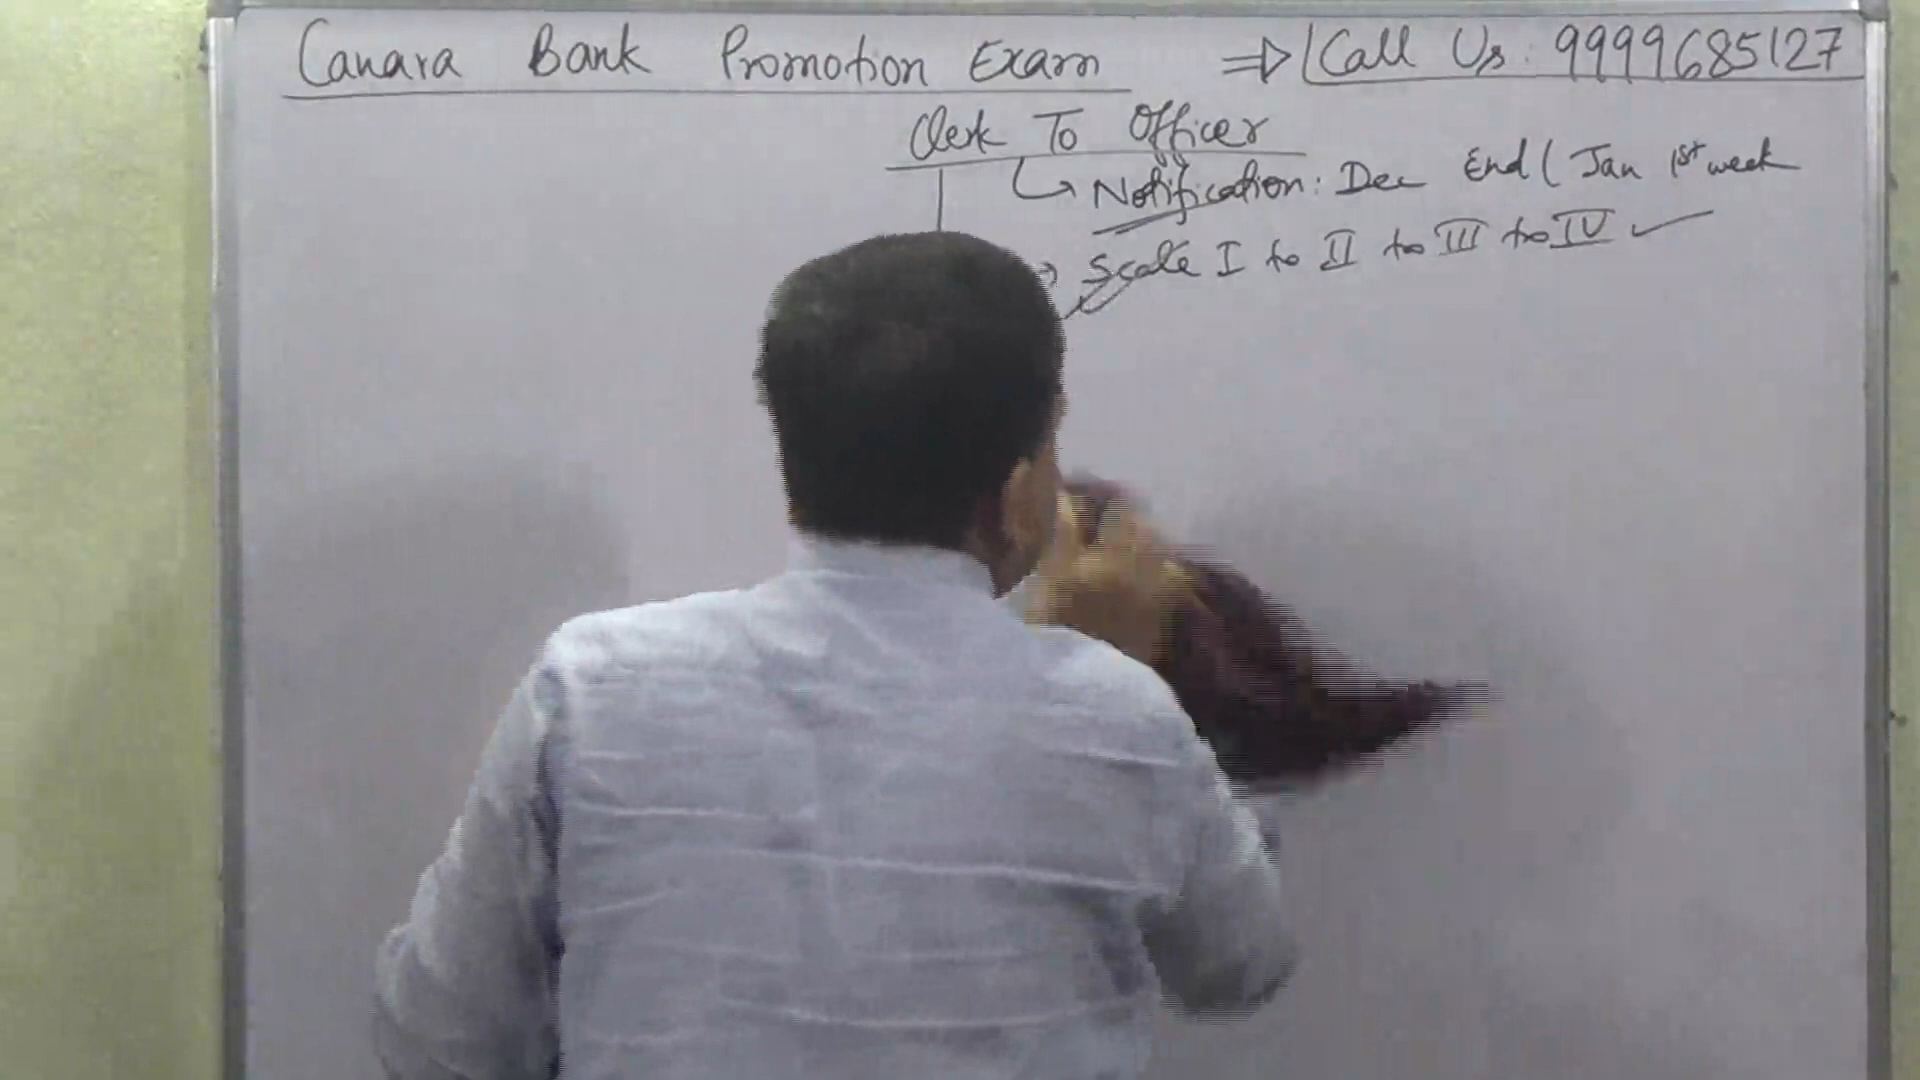 Canara Bank Promotion Exam ⇒ Call Us: 9999685127
Clerk To Officer
↳ Notification: Dec End ( Jan 1st week
→ Scale I to II to III to IV ✓